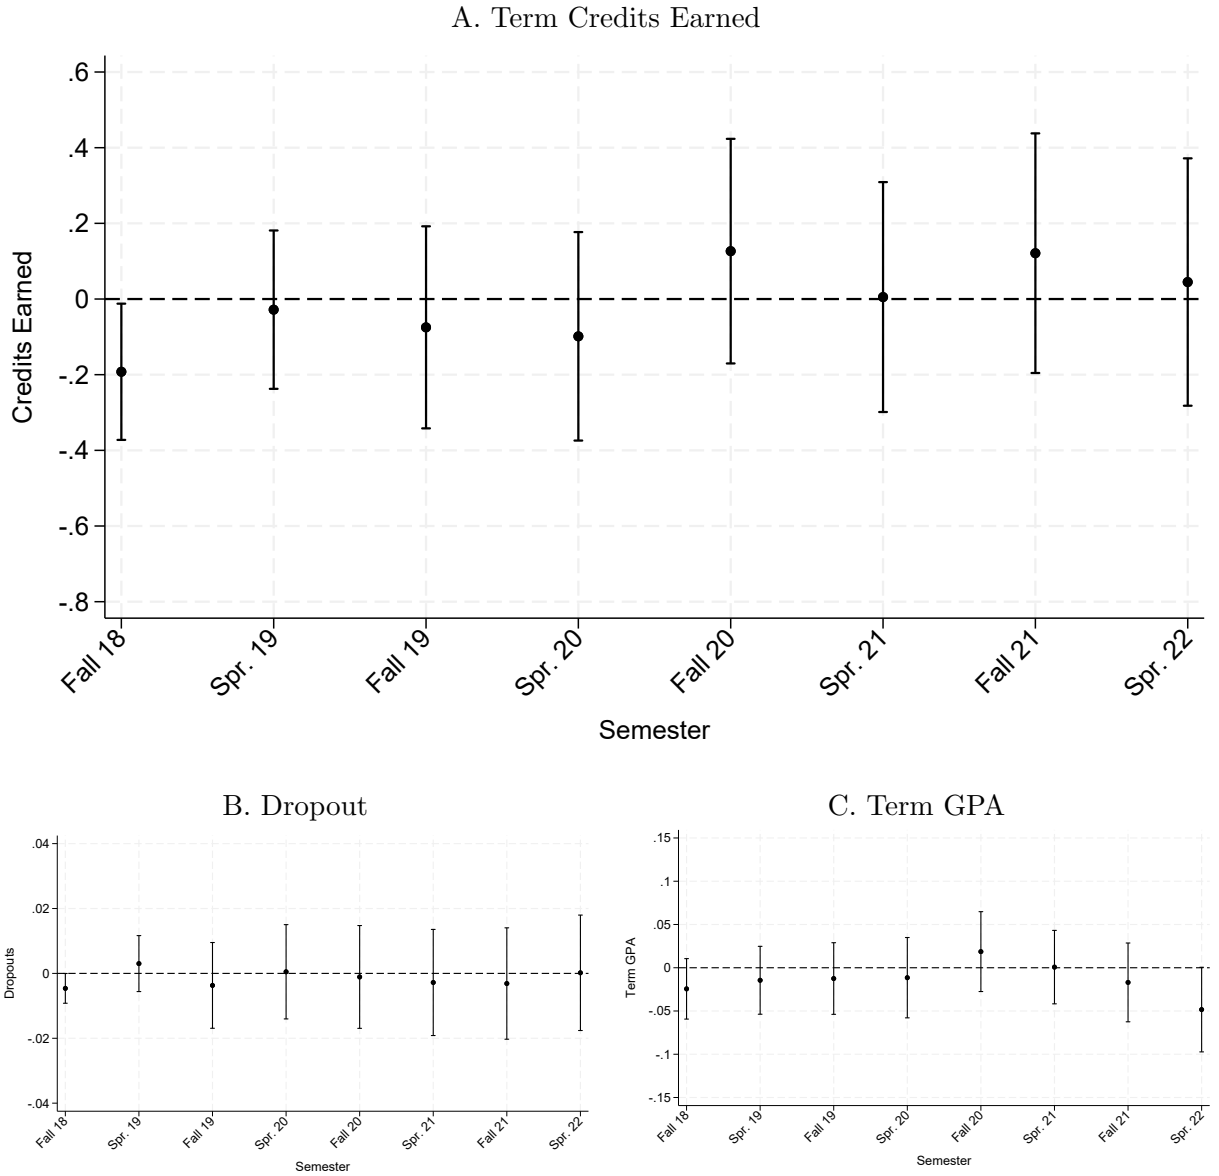 A. Term Credits Earned
Credits Earned
.6
.4
.2
0
-.2
-.4
-.6
-.8
Fall 18
Spr. 19
Fall 19
Spr. 20
Fall 20
Spr. 21
Fall 21
Spr. 22
Semester
B. Dropout
Dropouts
.04
.02
0
-.02
-.04
Fall 18
Spr. 19
Fall 19
Spr. 20
Fall 20
Spr. 21
Fall 21
Spr. 22
Semester
C. Term GPA
Term GPA
.15
.1
.05
0
-.05
-.1
-.15
Fall 18
Spr. 19
Fall 19
Spr. 20
Fall 20
Spr. 21
Fall 21
Spr. 22
Semester